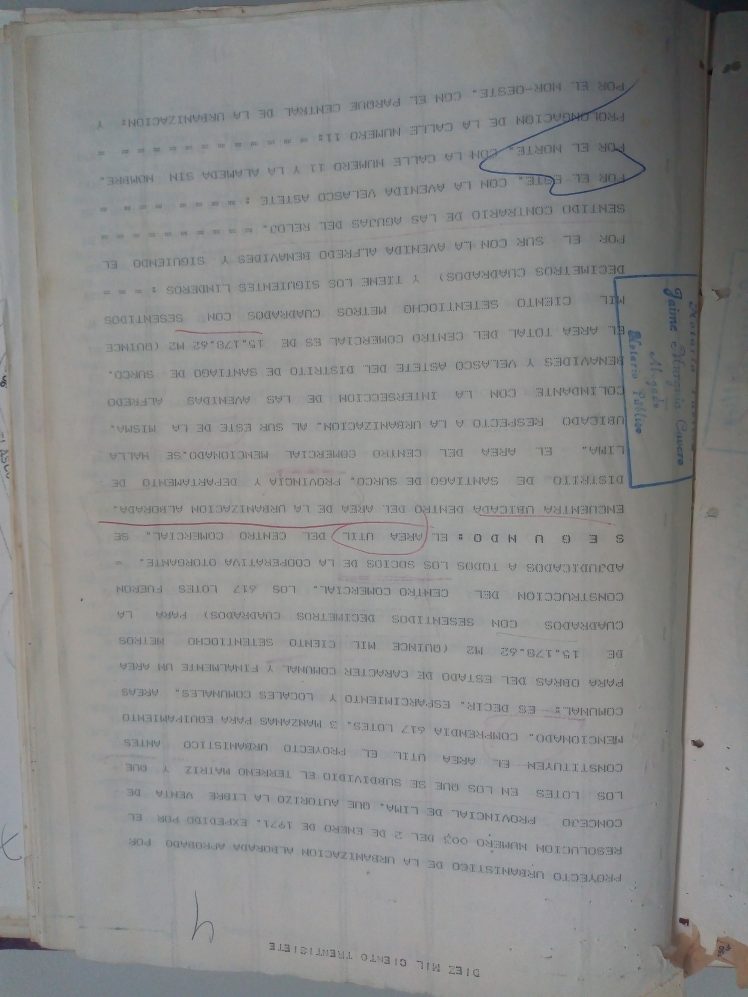 DIEZ MIL CIENTO TRENTISIETE
4
PROYECTO URBANISTICO DE LA URBANIZACION ALBORADA APROBADO POR
RESOLUCION NUMERO 003 DEL 2 DE ENERO DE 1971. EXPEDIDO POR EL
CONCEJO PROVINCIAL DE LIMA. QUE AUTORIZO LA LIBRE VENTA DE
LOS LOTES EN LOS QUE SE SUBDIVIDIO EL TERRENO MATRIZ Y QUE
CONSTITUYEN EL AREA UTIL EL PROYECTO URBANISTICO ANTES
MENCIONADO. COMPRENDIA 617 LOTES. 3 MANZANAS PARA EQUIPAMIENTO
COMUNAL:- ES DECIR. ESPARCIMIENTO Y LOCALES COMUNALES. AREAS
PARA OBRAS DEL ESTADO DE CARACTER COMUNAL Y FINALMENTE UN AREA
DE 15.178.62 M2 (QUINCE MIL CIENTO SETENTIOCHO METROS
CUADRADOS CON SESENTIDOS DECIMETROS CUADRADOS) PARA LA
CONSTRUCCION DEL CENTRO COMERCIAL. LOS 617 LOTES FUERON
ADJUDICADOS A TODOS LOS SOCIOS DE LA COOPERATIVA OTORGANTE. =
S E G U N D O : EL AREA UTIL DEL CENTRO COMERCIAL. SE
ENCUENTRA UBICADA DENTRO DEL AREA DE LA URBANIZACION ALBORADA.
DISTRITO DE SANTIAGO DE SURCO. PROVINCIA Y DEPARTAMENTO DE
LIMA. EL AREA DEL CENTRO COMERCIAL MENCIONADO.SE HALLA
UBICADO RESPECTO A LA URBANIZACION. AL SUR ESTE DE LA MISMA.
COLINDANTE CON LA INTERSECCION DE LAS AVENIDAS ALFREDO
BENAVIDES Y VELASCO ASTETE DEL DISTRITO DE SANTIAGO DE SURCO.
EL AREA TOTAL DEL CENTRO COMERCIAL ES DE 15.178.62 M2 (QUINCE
MIL CIENTO SETENTIOCHO METROS CUADRADOS CON SESENTIDOS
DECIMETROS CUADRADOS) Y TIENE LOS SIGUIENTES LINDEROS : = = =
POR EL SUR CON LA AVENIDA ALFREDO BENAVIDES Y SIGUIENDO EL
SENTIDO CONTRARIO DE LAS AGUJAS DEL RELOJ. = = = = = = = = = =
POR EL ESTE. CON LA AVENIDA VELASCO ASTETE : = = = = = = = =
POR EL NORTE. CON LA CALLE NUMERO 11 Y LA ALAMEDA SIN NOMBRE.
PROLONGACION DE LA CALLE NUMERO 11: = = = = = = = = = = = = =
POR EL NOR-OESTE. CON EL PARQUE CENTRAL DE LA URBANIZACION: Y
Jaime
Abogado
Notario Público